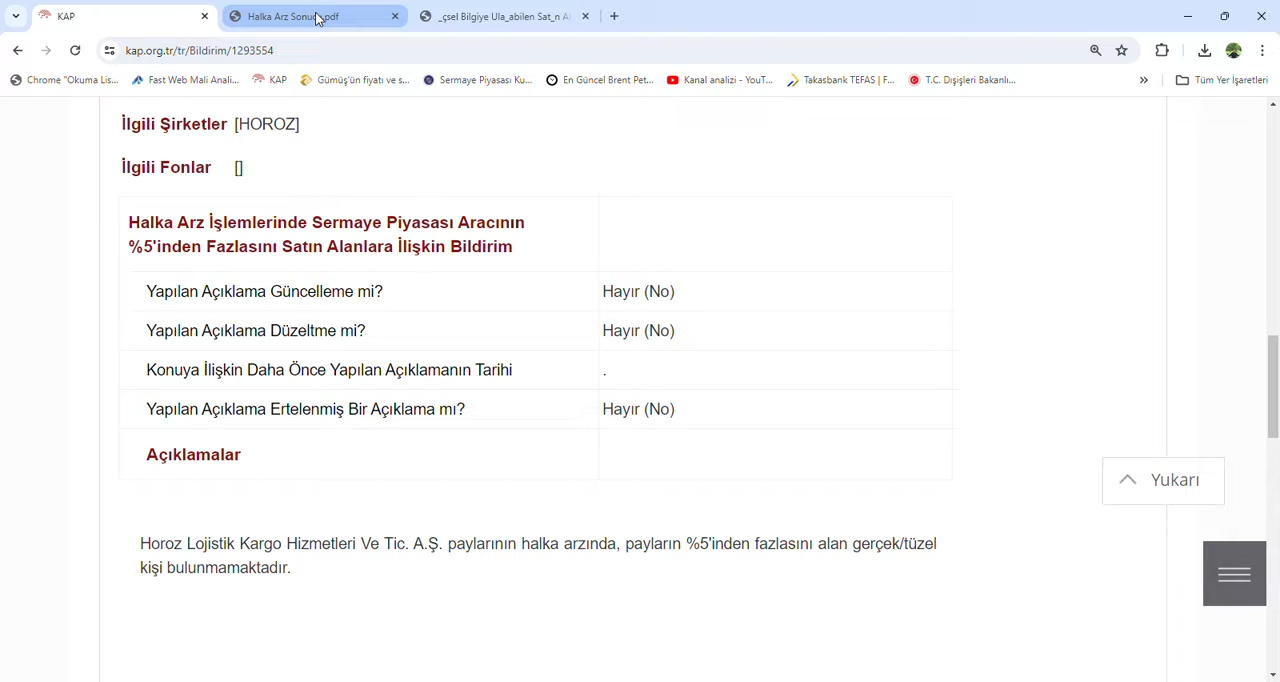 KAP
Halka Arz Sonu .pdf
_çsel Bilgiye Ula_abilen Sat_n Al
kap.org.tr/tr/Bildirim/1293554
Chrome "Okuma Lis...
Fast Web Mali Anali...
KAP
Gümüş'ün fiyatı ve s...
Sermaye Piyasası Ku...
En Güncel Brent Pet...
Kanal analizi - YouT...
Takasbank TEFAS | F...
T.C. Dışişleri Bakanlı...
»
Tüm Yer İşaretleri
İlgili Şirketler [HOROZ]
İlgili Fonlar []
Halka Arz İşlemlerinde Sermaye Piyasası Aracının
%5'inden Fazlasını Satın Alanlara İlişkin Bildirim
Yapılan Açıklama Güncelleme mi? Hayır (No)
Yapılan Açıklama Düzeltme mi? Hayır (No)
Konuya İlişkin Daha Önce Yapılan Açıklamanın Tarihi .
Yapılan Açıklama Ertelenmiş Bir Açıklama mı? Hayır (No)
Açıklamalar
Yukarı
Horoz Lojistik Kargo Hizmetleri Ve Tic. A.Ş. paylarının halka arzında, payların %5'inden fazlasını alan gerçek/tüzel
kişi bulunmamaktadır.